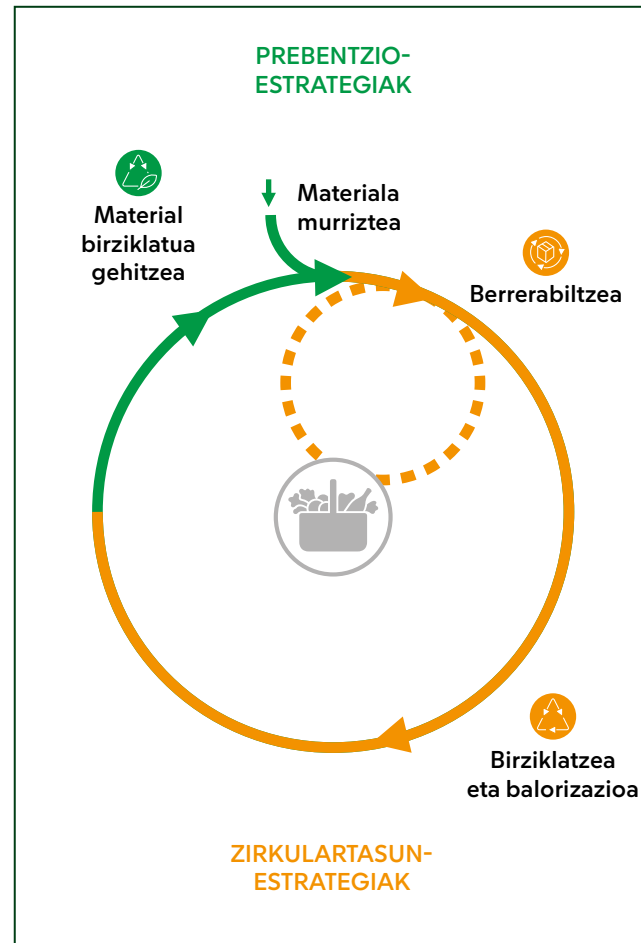 PREBENTZIO-
ESTRATEGIAK
Material
birziklatua
gehitzea
Materiala
murriztea
Berrerabiltzea
Birziklatzea
eta balorizazioa
ZIRKULARTASUN-
ESTRATEGIAK